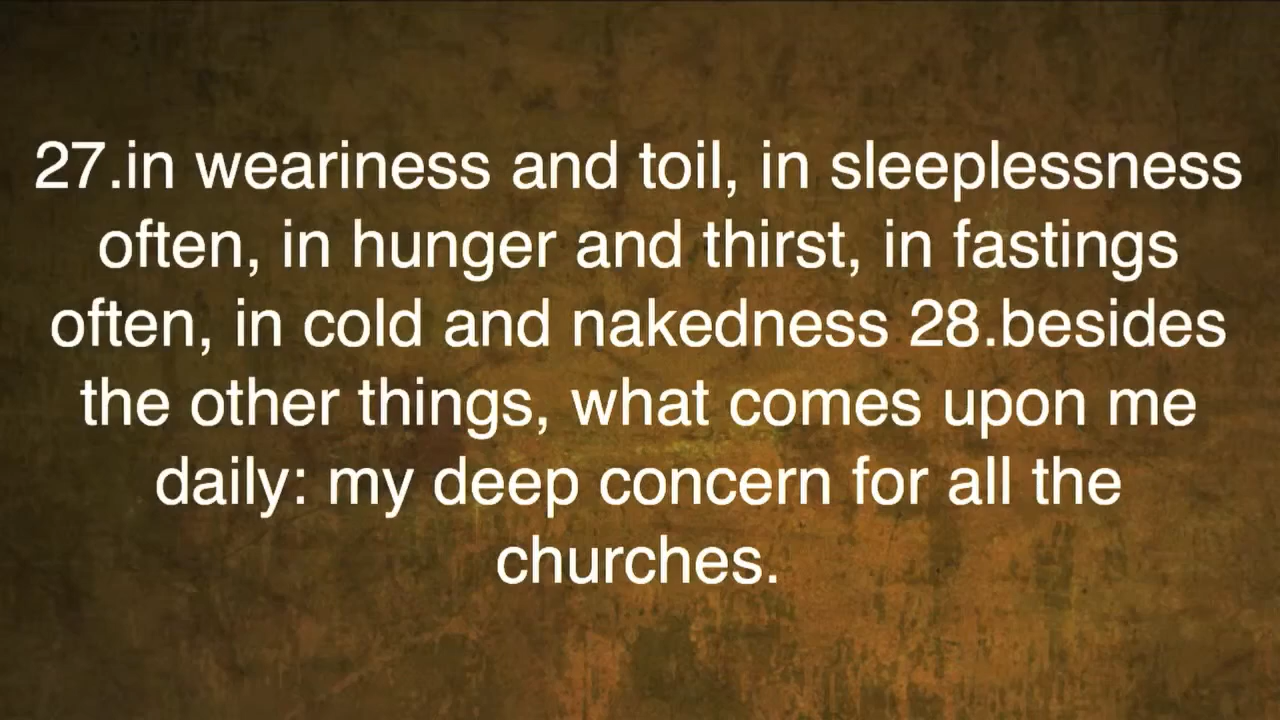 27.in weariness and toil, in sleeplessness
often, in hunger and thirst, in fastings
often, in cold and nakedness 28.besides
the other things, what comes upon me
daily: my deep concern for all the
churches.